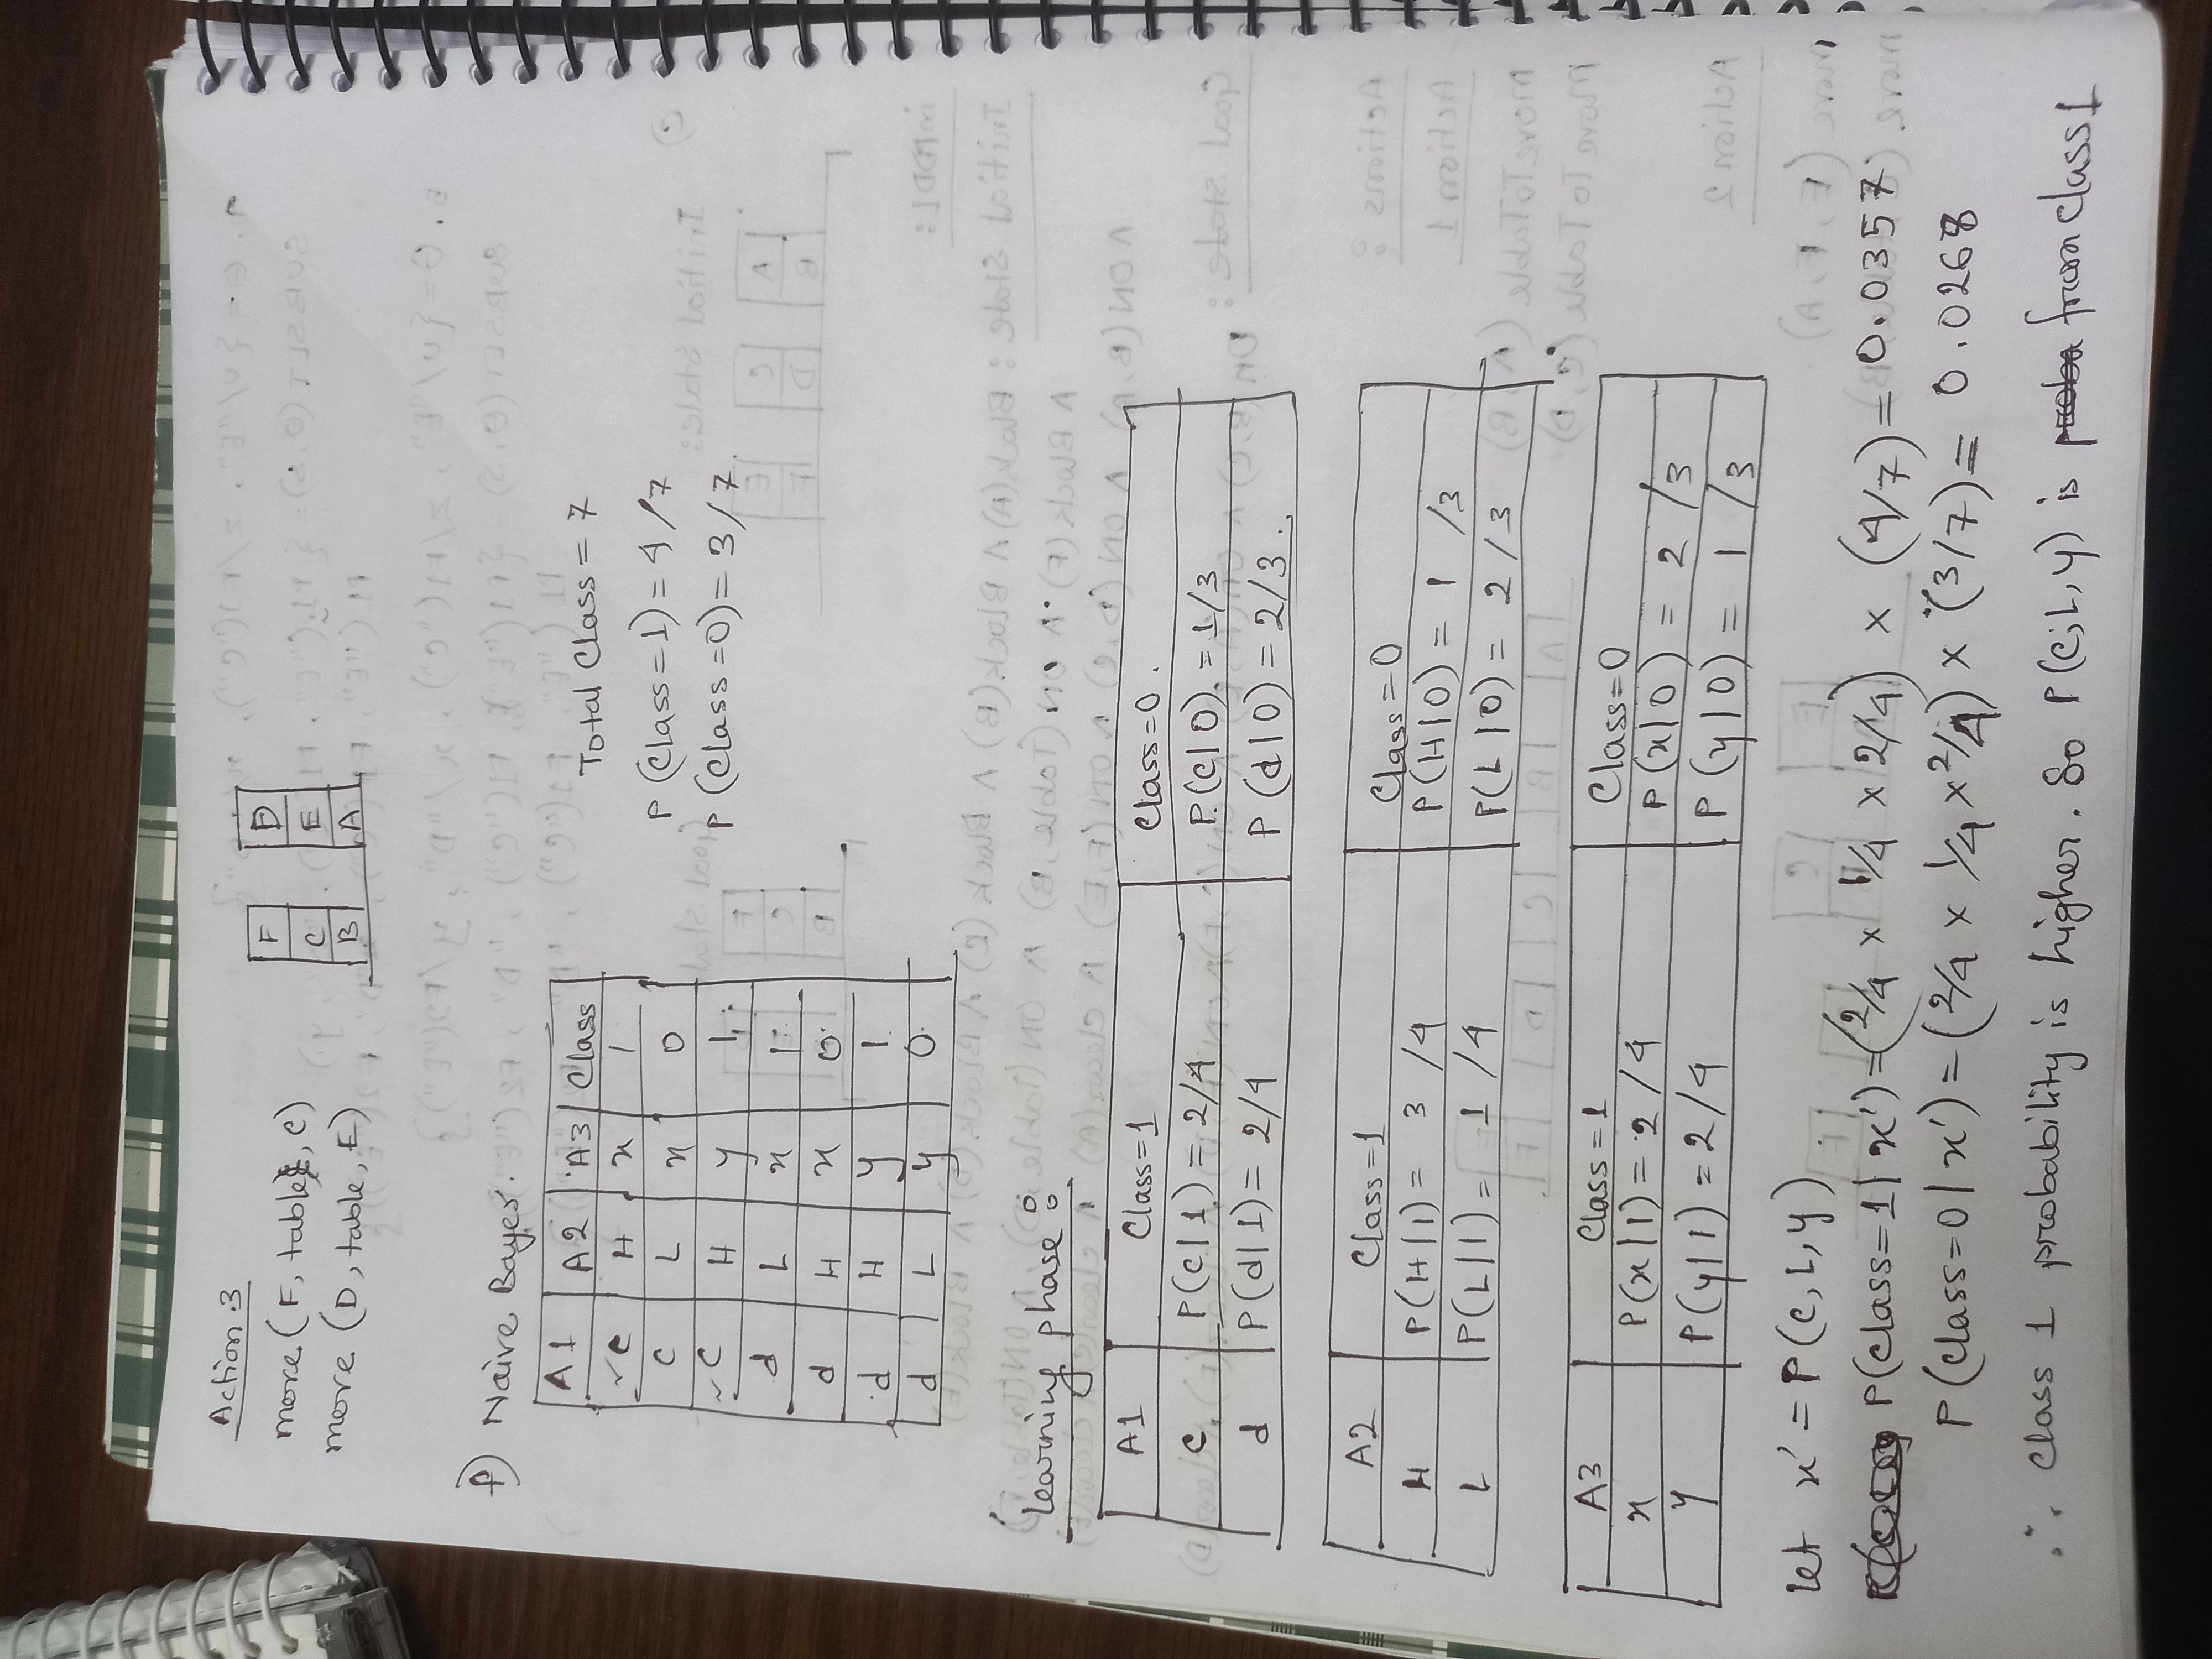 Action 3
move (F, table, C)
move (D, table, E)
F D
C E
B A
f) Naive Bayes.
A1 A2 A3 Class
✓ c H x 1
c L x 0
✓ c H y 1
d L x 1
d H x 0
d H y 1
d L y 0
Total Class = 7
P (Class=1) = 4/7
P (Class=0) = 3/7
Learning phase :
A1 Class=1 Class=0.
c P(c|1) = 2/4 P(c|0) = 1/3
d P(d|1) = 2/4 P(d|0) = 2/3
A2 Class=1 Class=0
H P(H|1) = 3/4 P(H|0) = 1/3
L P(L|1) = 1/4 P(L|0) = 2/3
A3 Class=1 Class=0
x P(x|1) = 2/4 P(x|0) = 2/3
y P(y|1) = 2/4 P(y|0) = 1/3
Let x' = P(c, L, y)
P(class=1|x') = (2/4 x 1/4 x 2/4) x (4/7) = 0.0357
P(class=0|x') = (2/4 x 1/4 x 2/4) x (3/7) = 0.0268
∴ class 1 probability is higher. So P(c, L, y) is from class 1